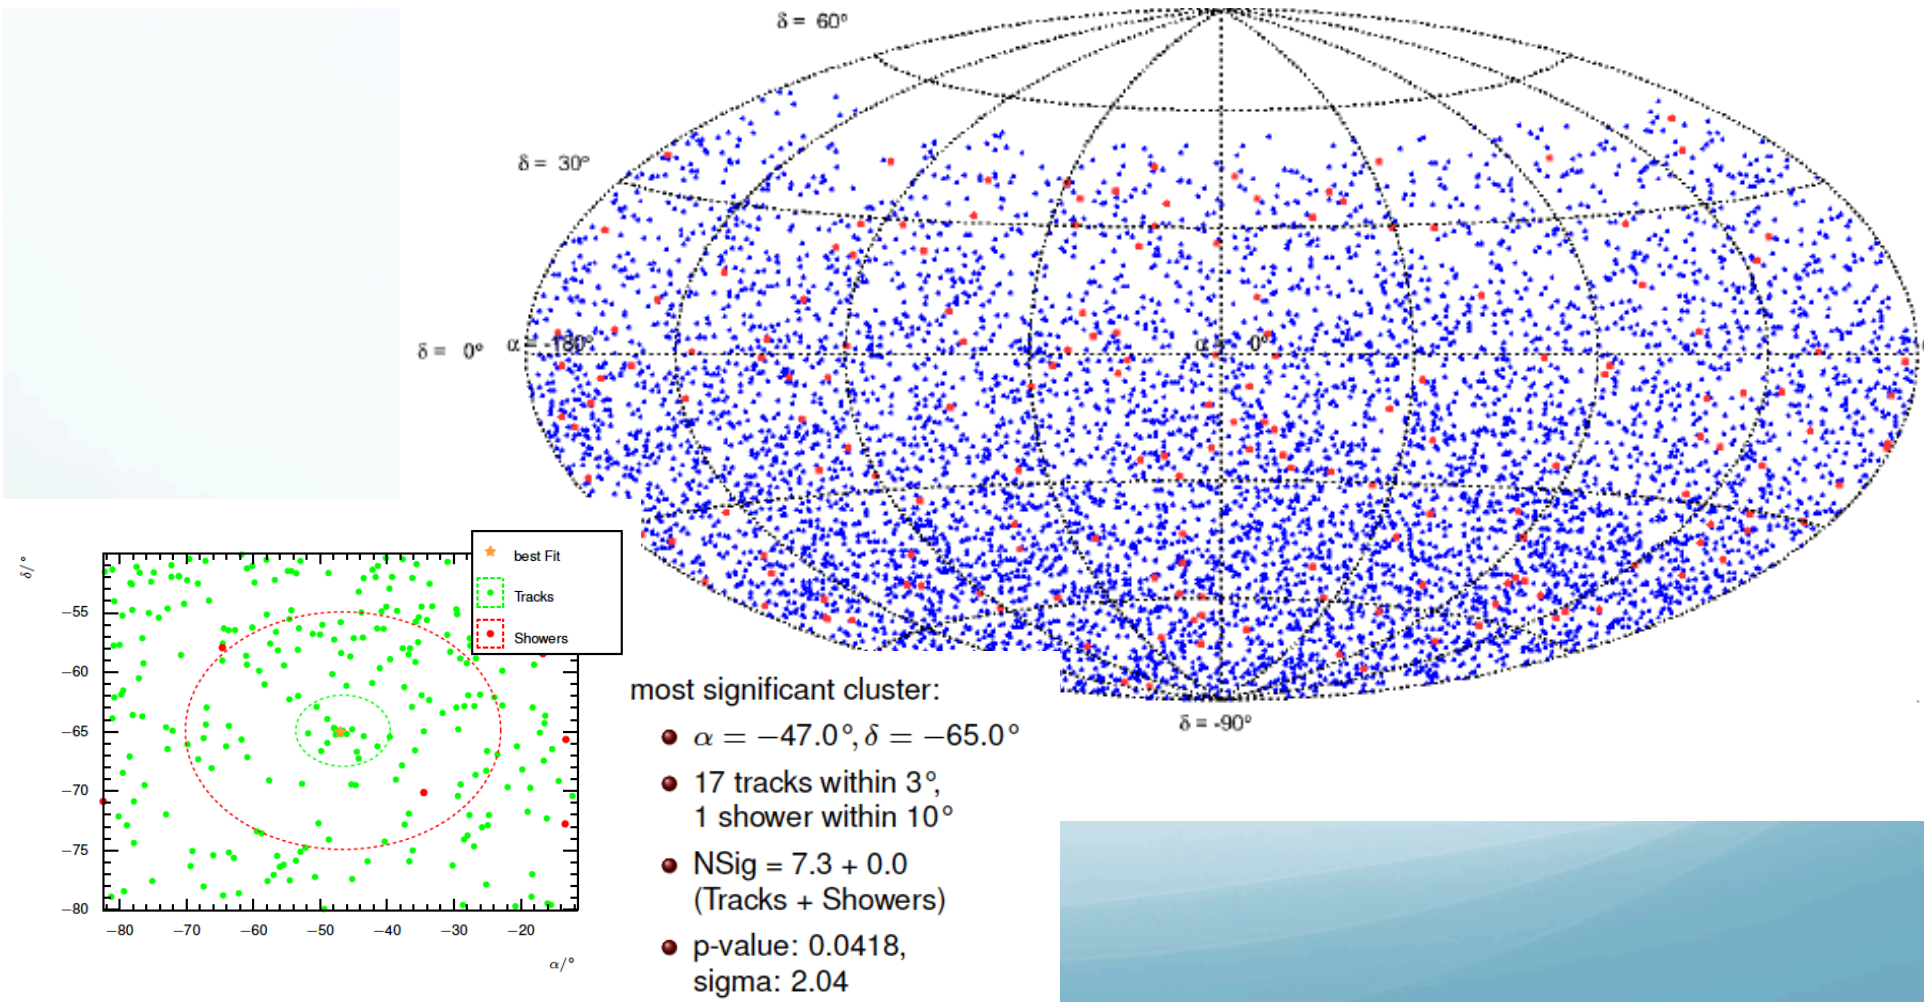 δ = 60°
δ = 30°
δ = 0°
α = -180°
α = 0°
δ = -90°
best Fit
Tracks
Showers
δ/°
−55
−60
−65
−70
−75
−80
−80 −70 −60 −50 −40 −30 −20
α/°
most significant cluster:
α = −47.0°, δ = −65.0°
17 tracks within 3°,
1 shower within 10°
NSig = 7.3 + 0.0
(Tracks + Showers)
p-value: 0.0418,
sigma: 2.04